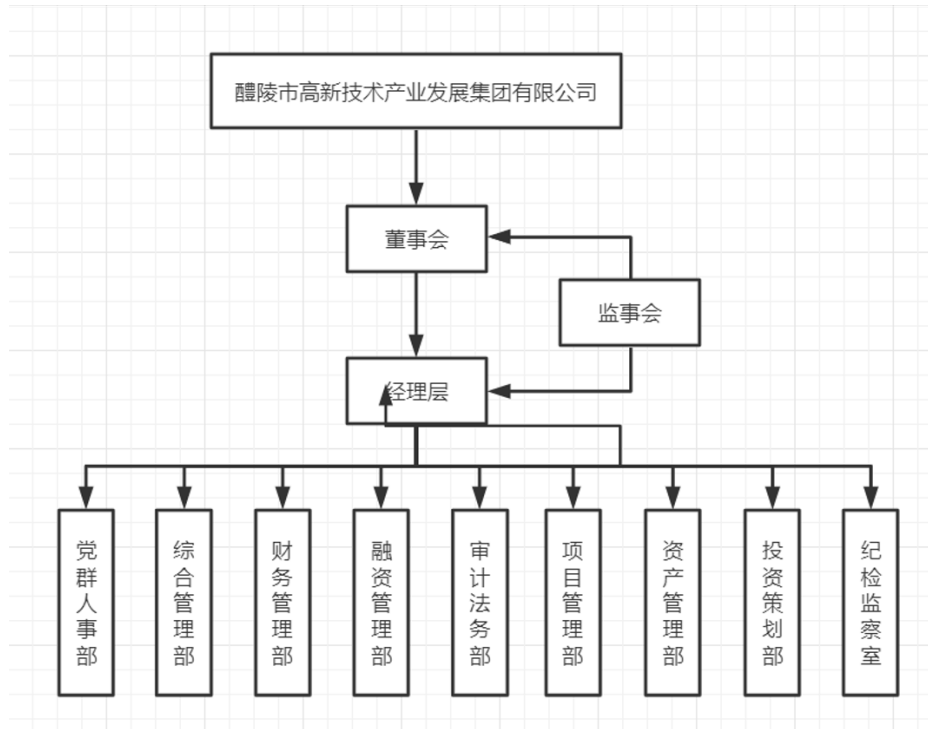 醴陵市高新技术产业发展集团有限公司
董事会
监事会
经理层
党群人事部
综合管理部
财务管理部
融资管理部
审计法务部
项目管理部
资产管理部
投资策划部
纪检监察室